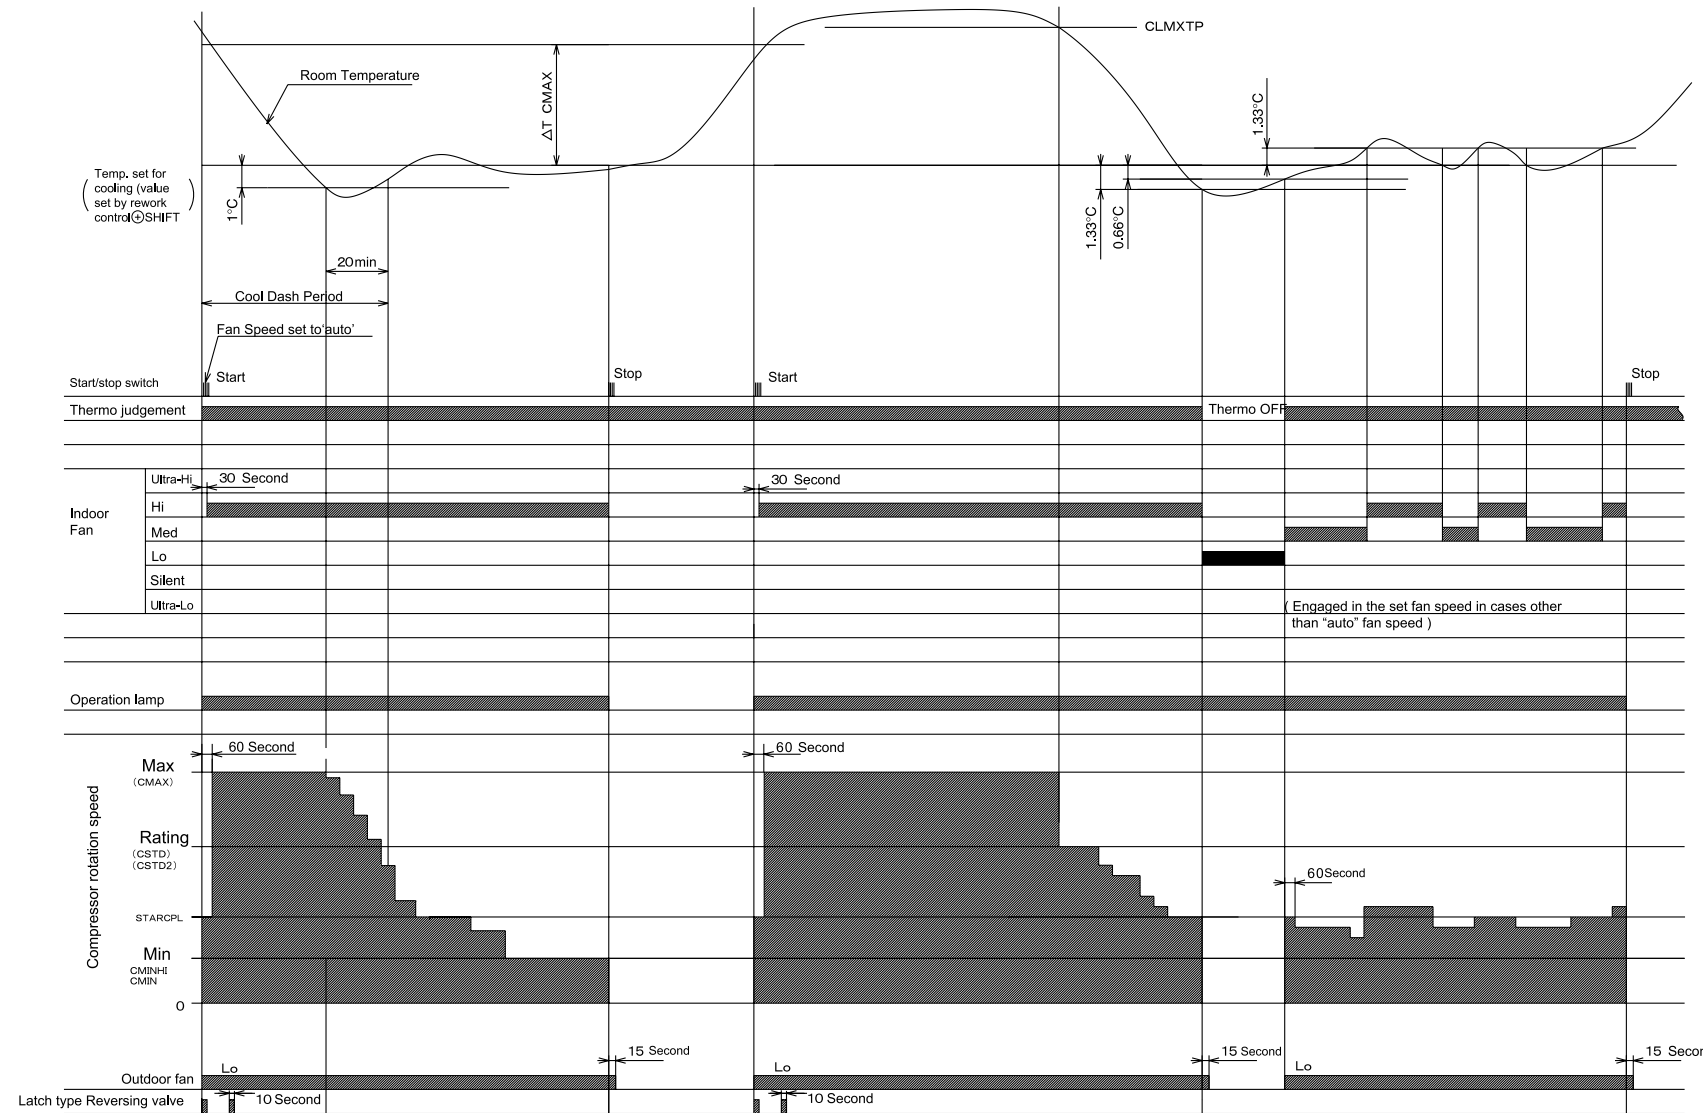 CLMXTP
Room Temperature
△T CMAX
1.33°C
Temp. set for
cooling (value
set by rework
control⊕SHIFT
1°C
1.33°C
0.66°C
20min
Cool Dash Period
Fan Speed set to'auto'
Start/stop switch
Start
Stop
Start
Stop
Thermo judgement
Thermo OFF
Indoor
Fan
Ultra-Hi
30 Second
30 Second
Hi
Med
Lo
Silent
Ultra-Lo
( Engaged in the set fan speed in cases other
than “auto” fan speed )
Operation lamp
60 Second
60 Second
Compressor rotation speed
Max
(CMAX)
Rating
(CSTD)
(CSTD2)
60Second
STARCPL
Min
CMINHI
CMIN
0
15 Second
15 Second
15 Secon
Outdoor fan
Lo
Lo
Lo
Latch type Reversing valve
10 Second
10 Second